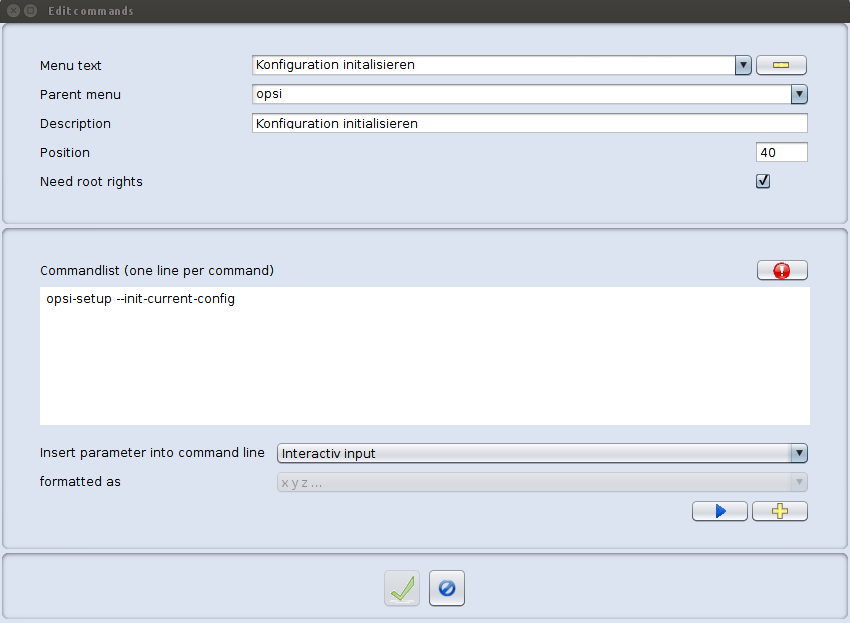 Edit commands
Menu text Konfiguration initalisieren
Parent menu opsi
Description Konfiguration initialisieren
Position 40
Need root rights
Commandlist (one line per command)
opsi-setup --init-current-config
Insert parameter into command line Interactiv input
formatted as x y z ...